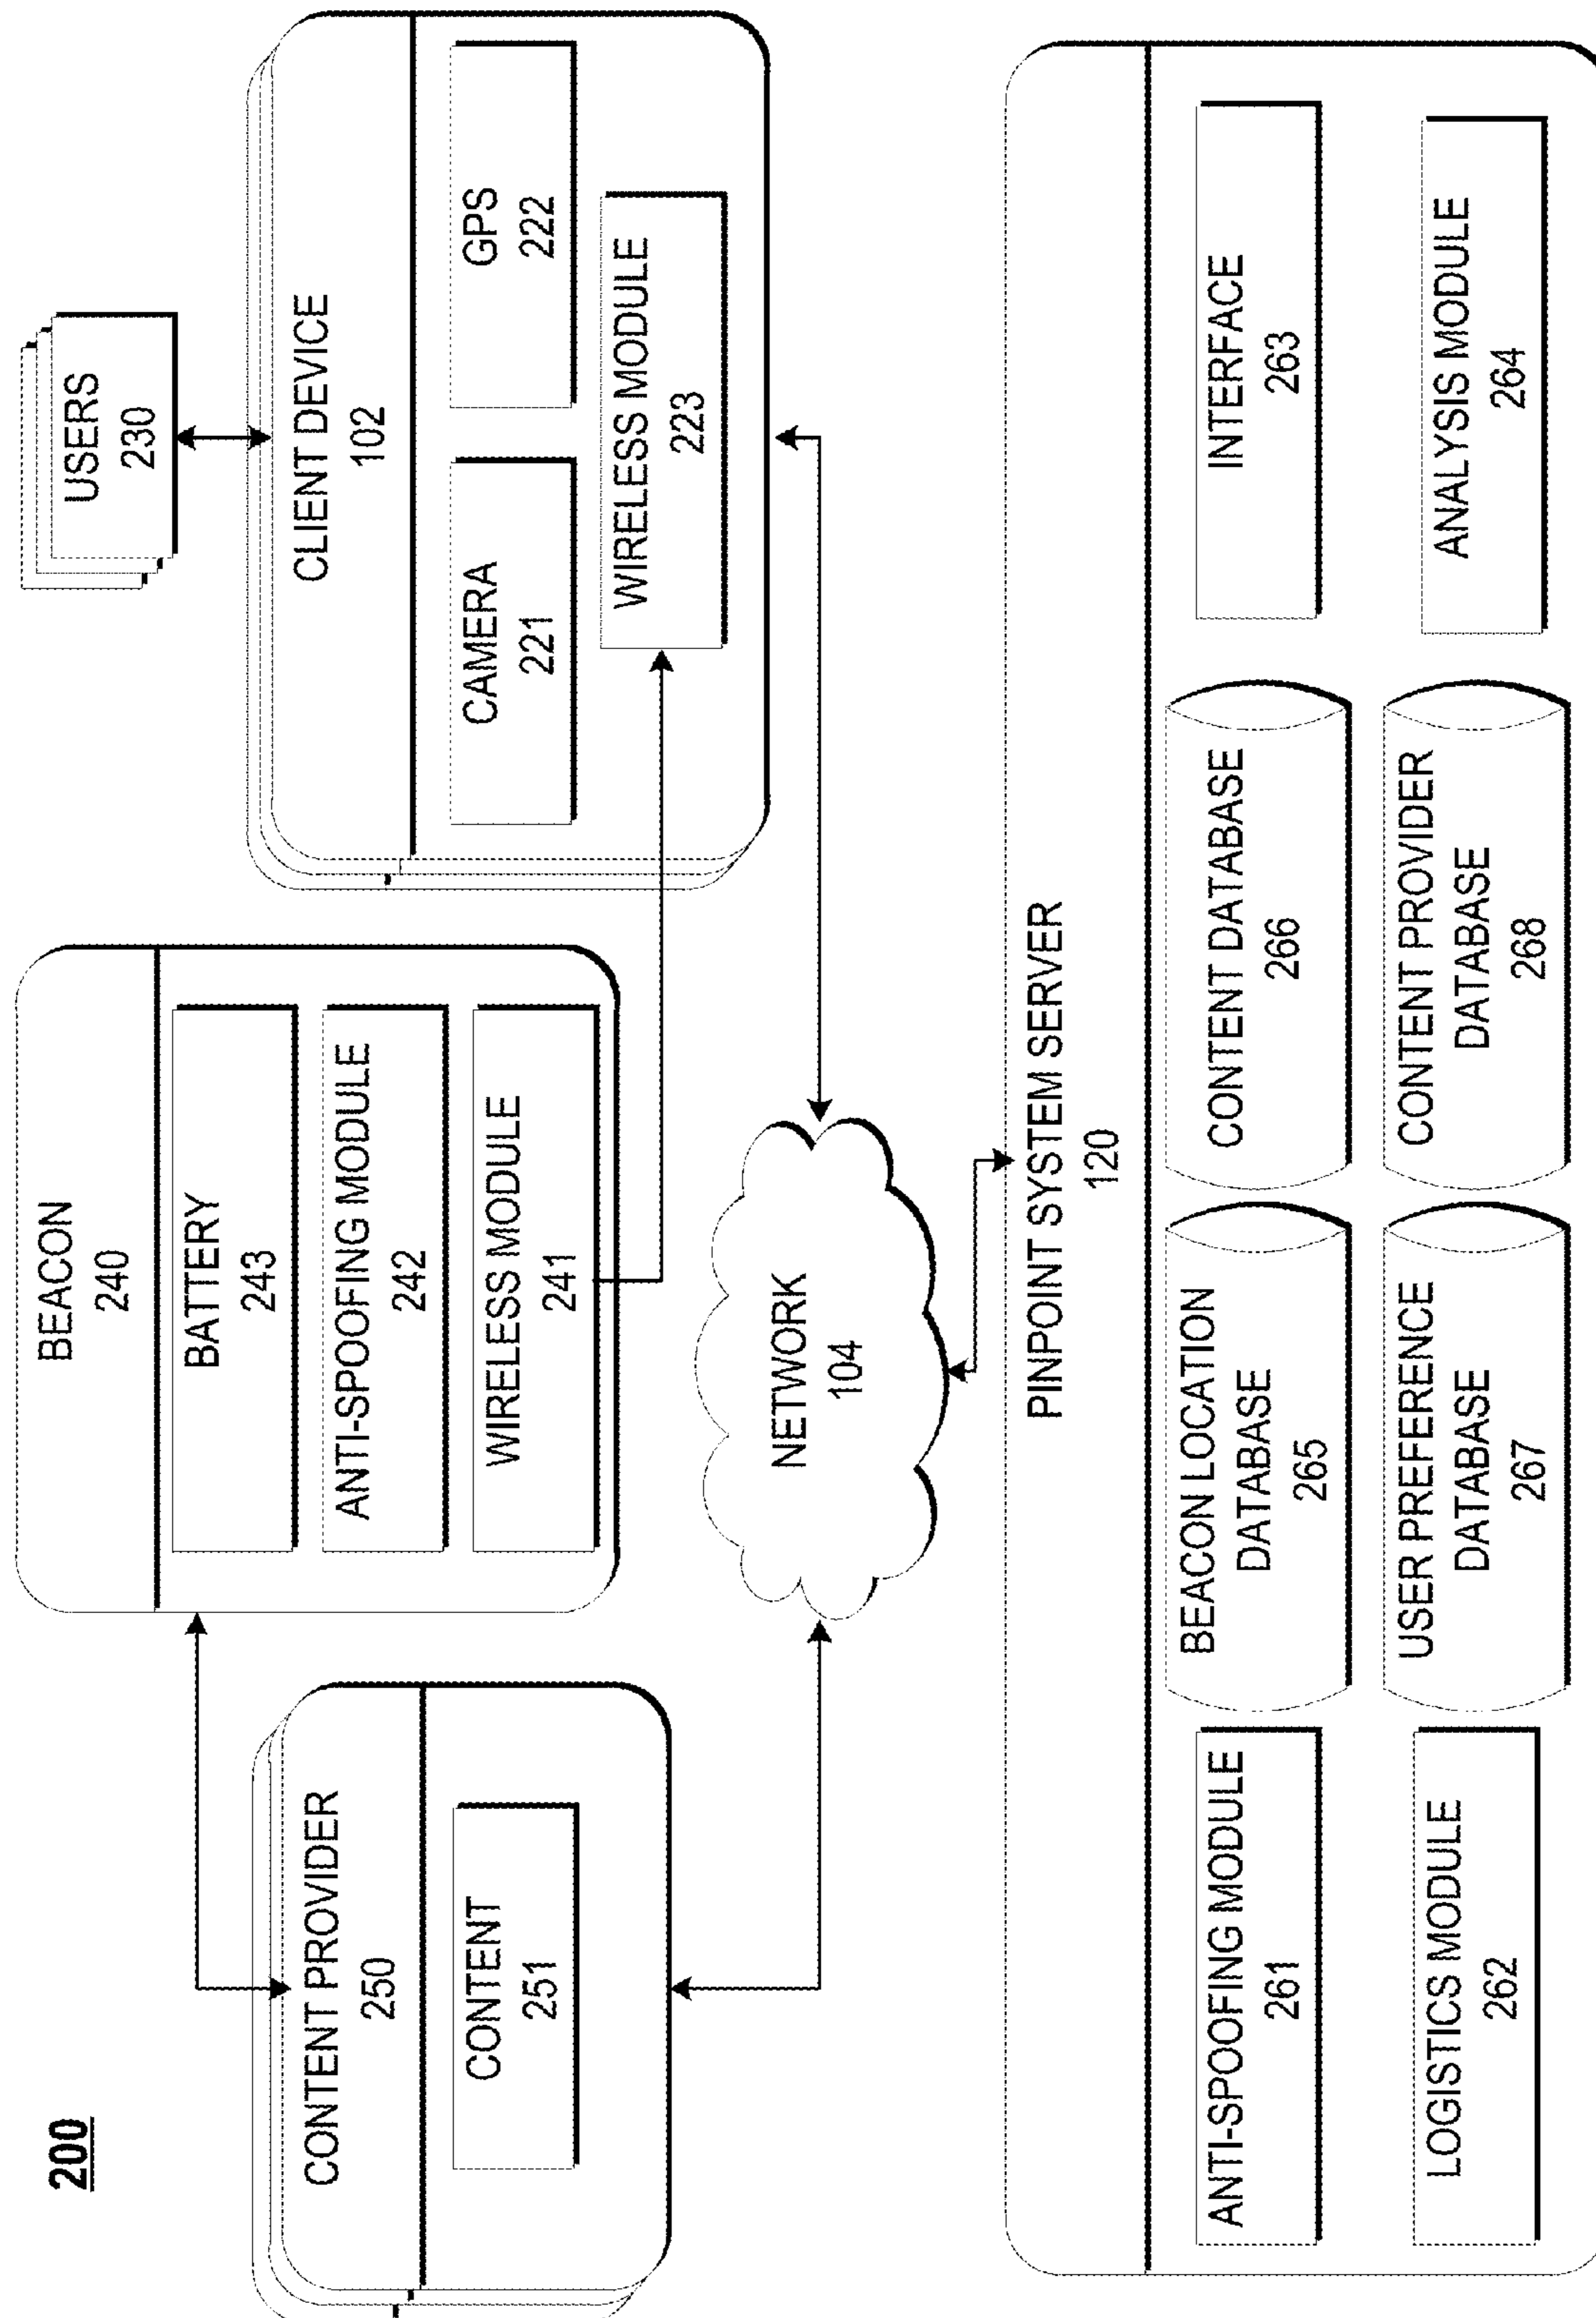 200
USERS
230
CONTENT PROVIDER
250
CONTENT
251
BEACON
240
BATTERY
243
ANTI-SPOOFING MODULE
242
WIRELESS MODULE
241
CLIENT DEVICE
102
CAMERA
221
GPS
222
WIRELESS MODULE
223
NETWORK
104
PINPOINT SYSTEM SERVER
120
ANTI-SPOOFING MODULE
261
BEACON LOCATION
DATABASE
265
CONTENT DATABASE
266
INTERFACE
263
LOGISTICS MODULE
262
USER PREFERENCE
DATABASE
267
CONTENT PROVIDER
DATABASE
268
ANALYSIS MODULE
264